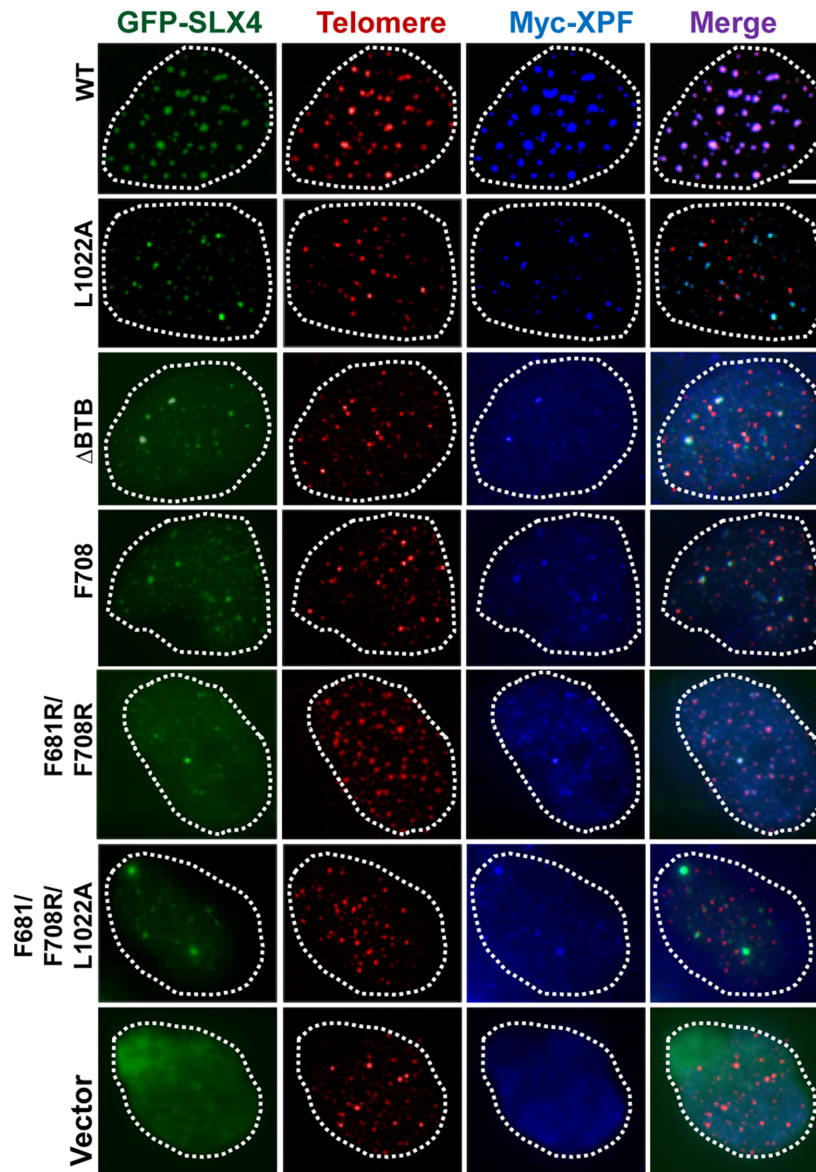 GFP-SLX4 Telomere Myc-XPF Merge
WT
L1022A
ΔBTB
F708
F681R/
F708R
F681/
F708R/
L1022A
Vector